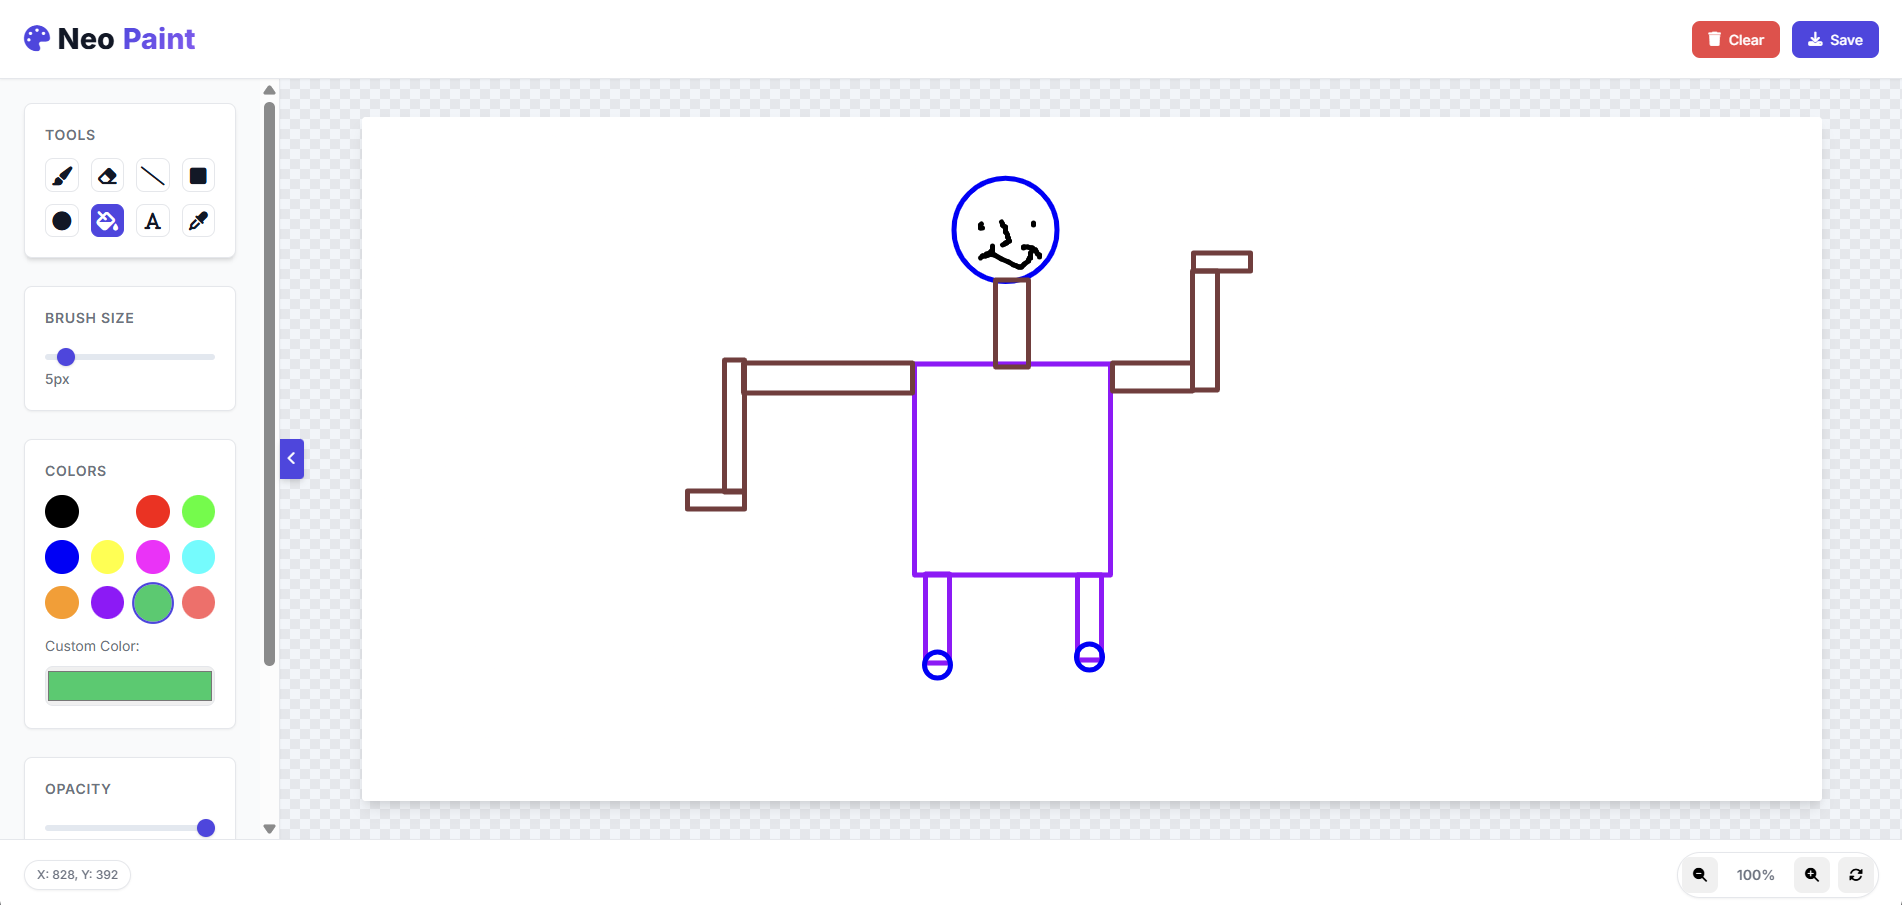 Neo Paint
Clear
Save
TOOLS
A
BRUSH SIZE
5px
COLORS
Custom Color:
OPACITY
X: 828, Y: 392
100%